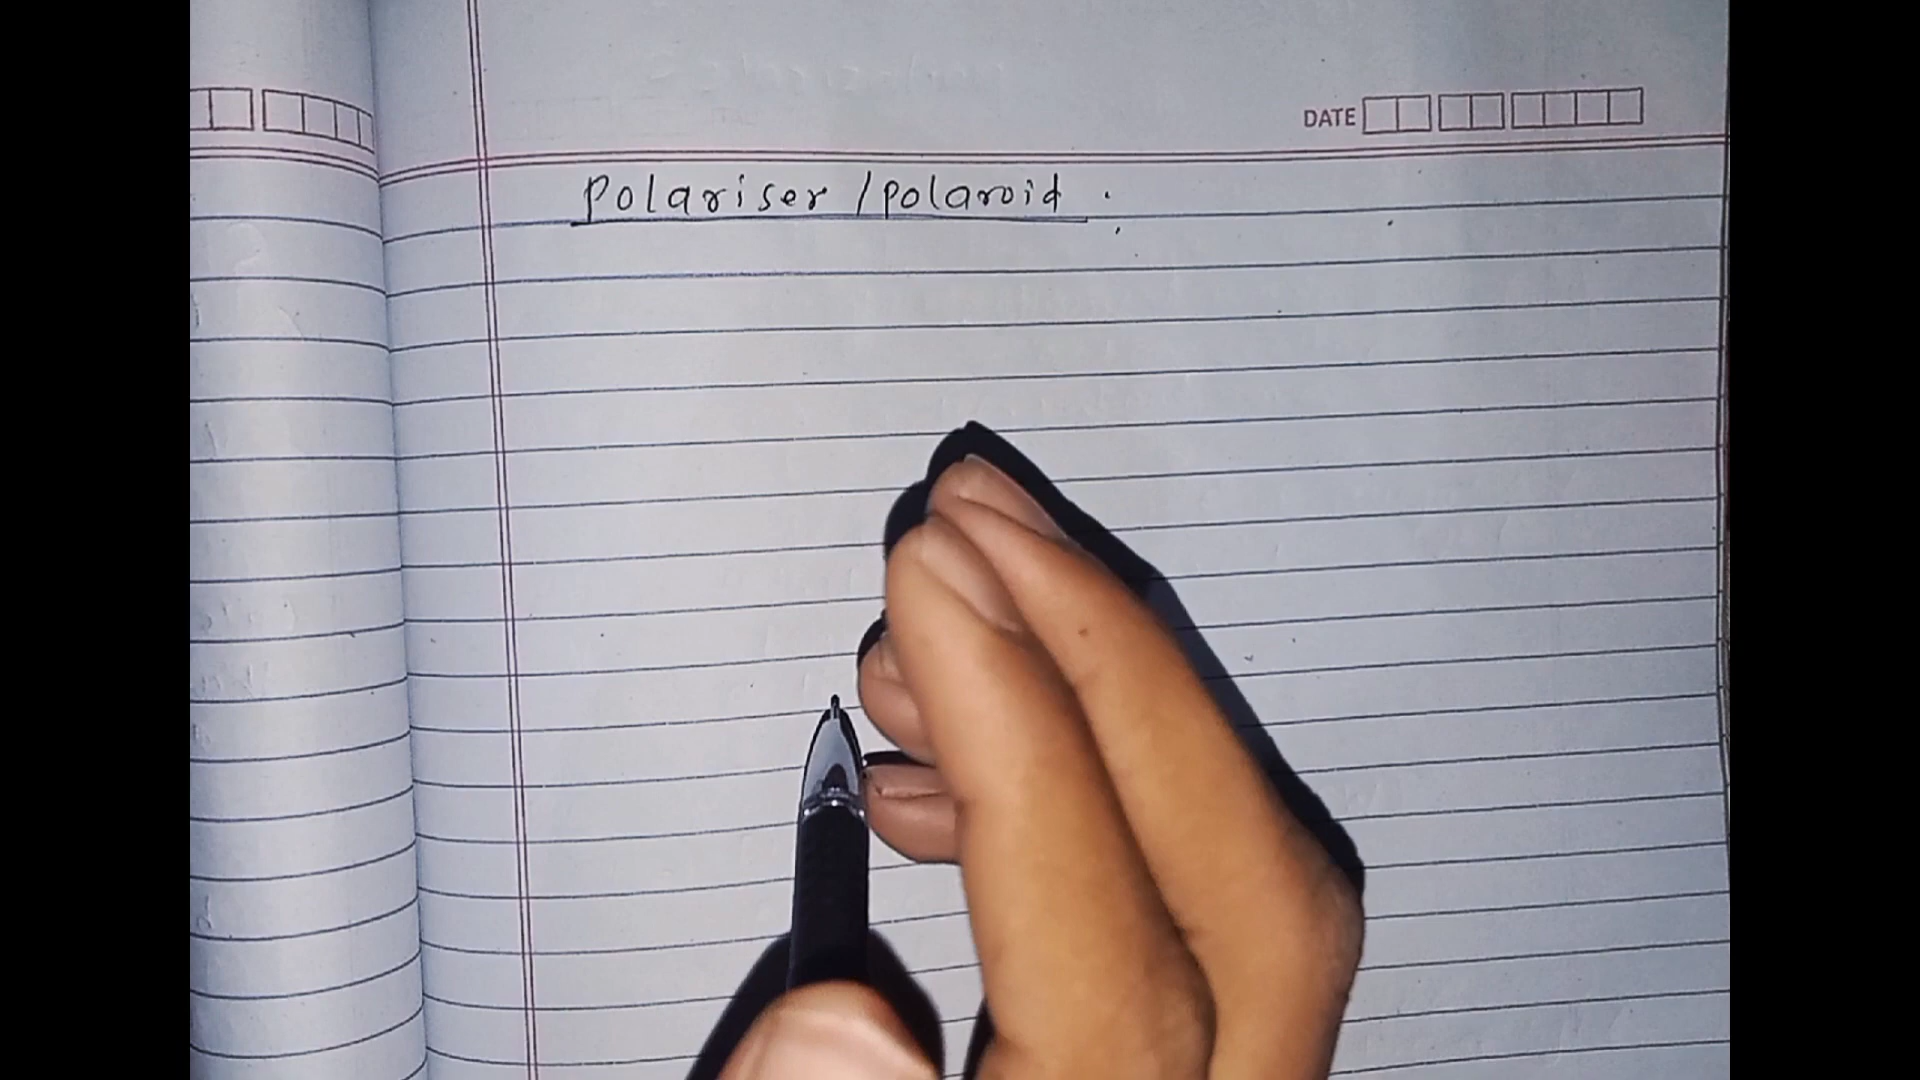 DATE
Polariser / polaroid .